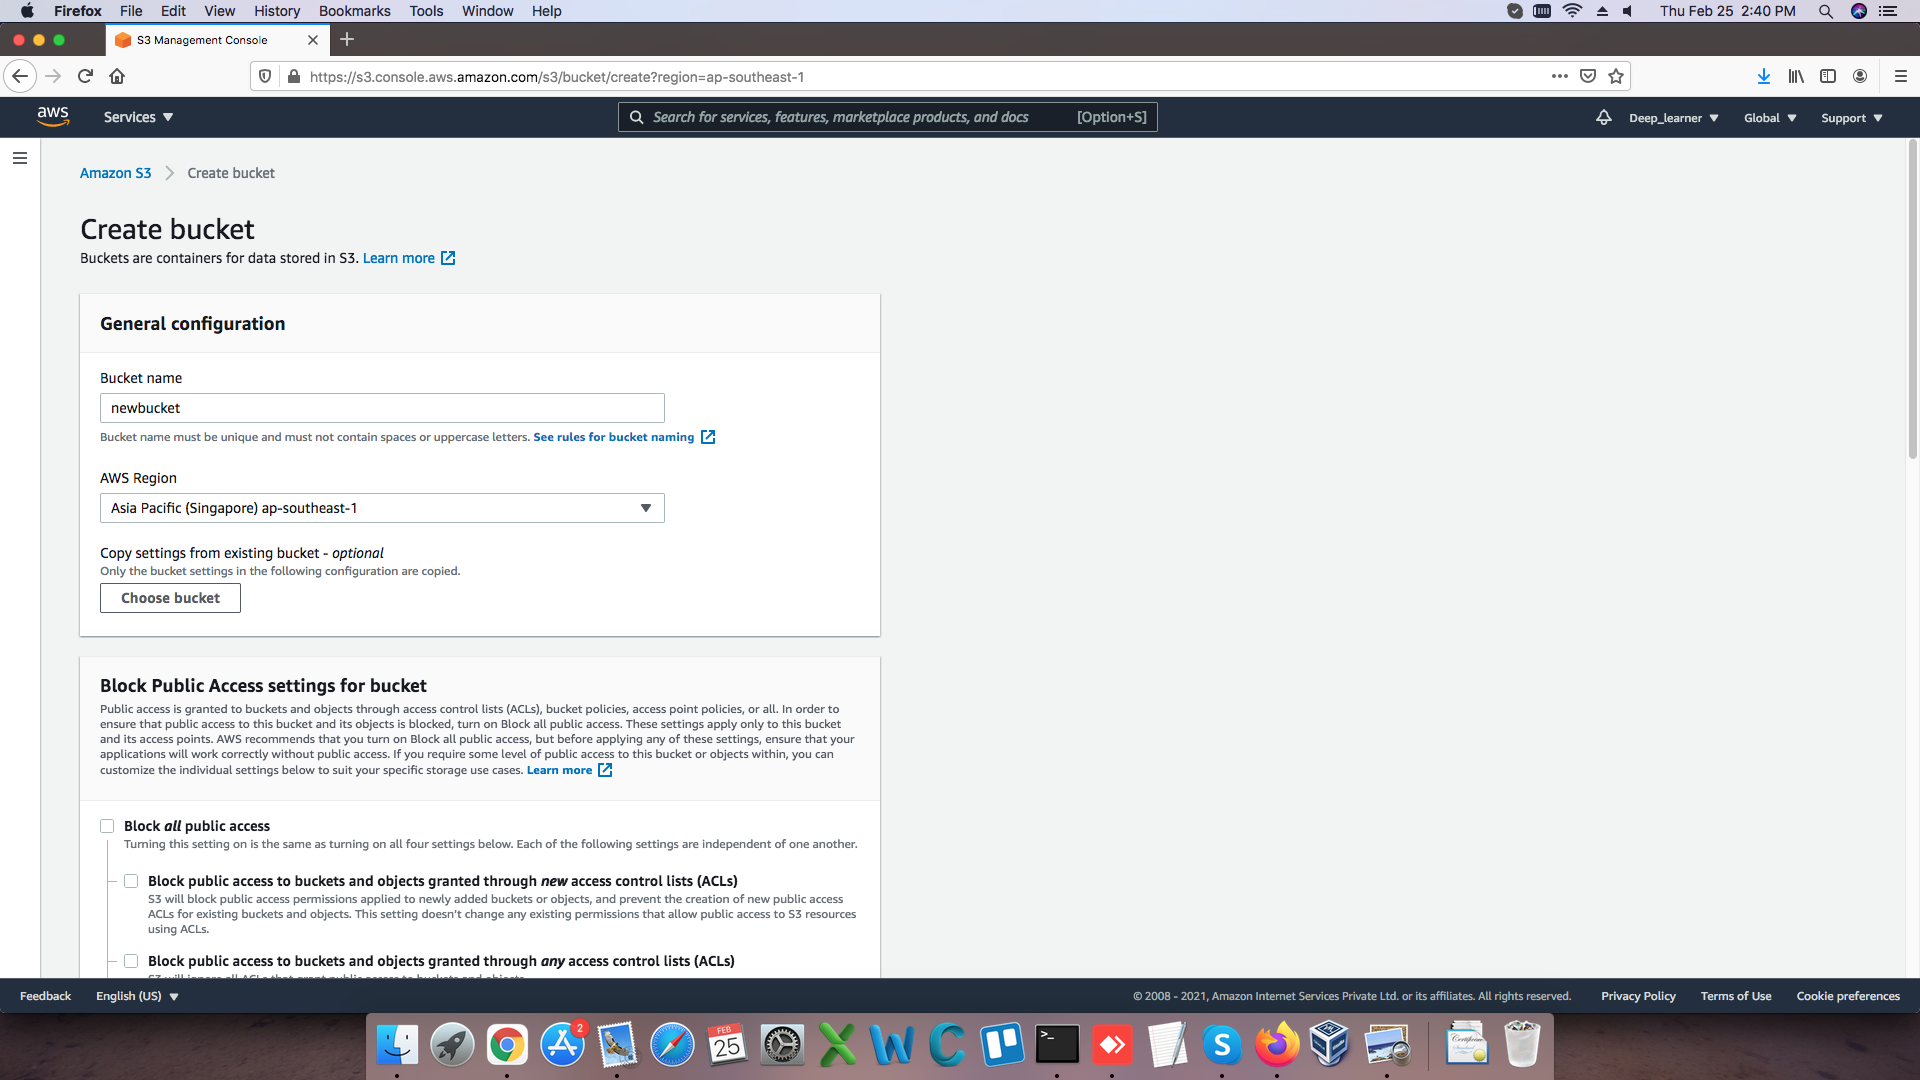 Firefox File Edit View History Bookmarks Tools Window Help Thu Feb 25 2:40 PM
S3 Management Console
https://s3.console.aws.amazon.com/s3/bucket/create?region=ap-southeast-1
aws Services Search for services, features, marketplace products, and docs [Option+S] Deep_learner Global Support
Amazon S3 Create bucket
Create bucket
Buckets are containers for data stored in S3. Learn more
General configuration
Bucket name
newbucket
Bucket name must be unique and must not contain spaces or uppercase letters. See rules for bucket naming
AWS Region
Asia Pacific (Singapore) ap-southeast-1
Copy settings from existing bucket - optional
Only the bucket settings in the following configuration are copied.
Choose bucket
Block Public Access settings for bucket
Public access is granted to buckets and objects through access control lists (ACLs), bucket policies, access point policies, or all. In order to
ensure that public access to this bucket and its objects is blocked, turn on Block all public access. These settings apply only to this bucket
and its access points. AWS recommends that you turn on Block all public access, but before applying any of these settings, ensure that your
applications will work correctly without public access. If you require some level of public access to this bucket or objects within, you can
customize the individual settings below to suit your specific storage use cases. Learn more
Block all public access
Turning this setting on is the same as turning on all four settings below. Each of the following settings are independent of one another.
Block public access to buckets and objects granted through new access control lists (ACLs)
S3 will block public access permissions applied to newly added buckets or objects, and prevent the creation of new public access
ACLs for existing buckets and objects. This setting doesn't change any existing permissions that allow public access to S3 resources
using ACLs.
Block public access to buckets and objects granted through any access control lists (ACLs)
S3 will ignore all ACLs that grant public access to buckets and objects.
Feedback English (US) © 2008 - 2021, Amazon Internet Services Private Ltd. or its affiliates. All rights reserved. Privacy Policy Terms of Use Cookie preferences
2
FEB
25